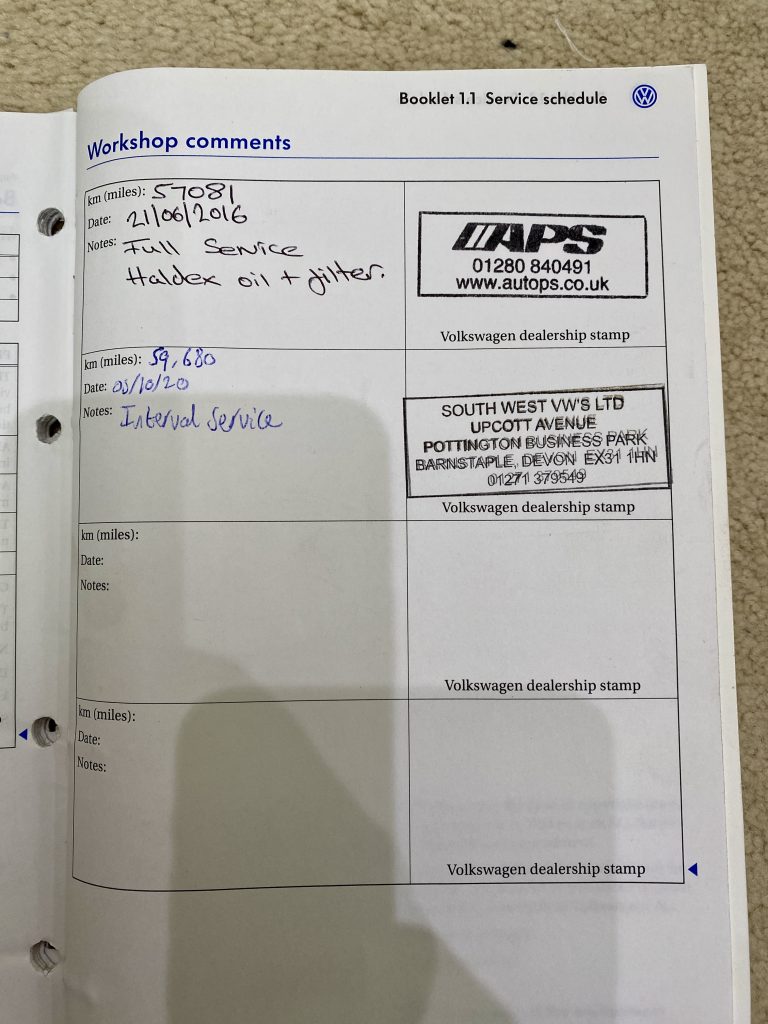 Booklet 1.1 Service schedule
Workshop comments
km (miles): 57081
Date: 21/06/2016
Notes: Full Service
Haldex oil + filter.
APS
01280 840491
www.autops.co.uk
Volkswagen dealership stamp
km (miles): 59,680
Date: 05/10/20
Notes: Interval Service
SOUTH WEST VW'S LTD
UPCOTT AVENUE
POTTINGTON BUSINESS PARK
BARNSTAPLE, DEVON EX31 1HN
01271 379549
Volkswagen dealership stamp
km (miles):
Date:
Notes:
Volkswagen dealership stamp
km (miles):
Date:
Notes:
Volkswagen dealership stamp